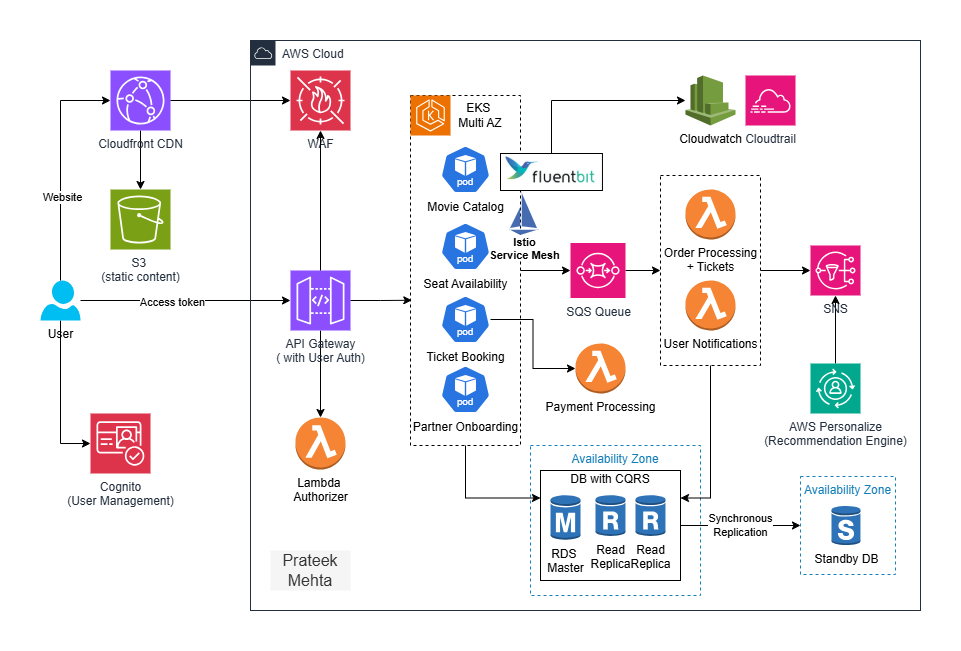 AWS Cloud
EKS
Multi AZ
Cloudfront CDN
WAF
Cloudwatch
Cloudtrail
pod
fluentbit
Movie Catalog
Website
Istio
Service Mesh
pod
Order Processing
+ Tickets
S3
(static content)
Seat Availability
SQS Queue
SNS
Access token
User
API Gateway
( with User Auth)
pod
Ticket Booking
User Notifications
pod
Payment Processing
Partner Onboarding
AWS Personalize
(Recommendation Engine)
Cognito
(User Management)
Lambda
Authorizer
Availability Zone
DB with CQRS
M
R
R
RDS
Master
Read
Replica
Read
Replica
Synchronous
Replication
Availability Zone
S
Standby DB
Prateek
Mehta